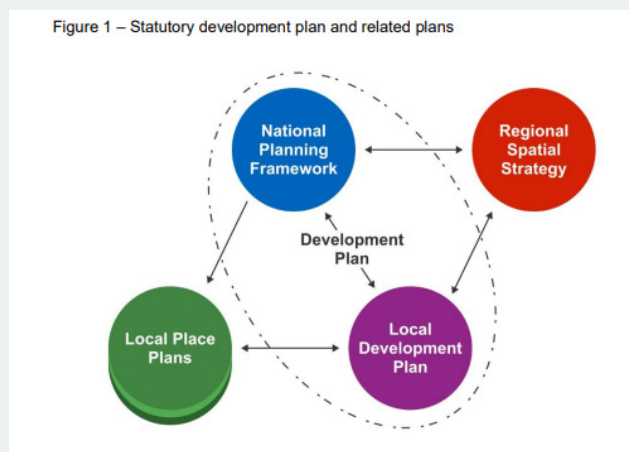 Figure 1 – Statutory development plan and related plans
National
Planning
Framework
Regional
Spatial
Strategy
Development
Plan
Local Place
Plans
Local
Development
Plan